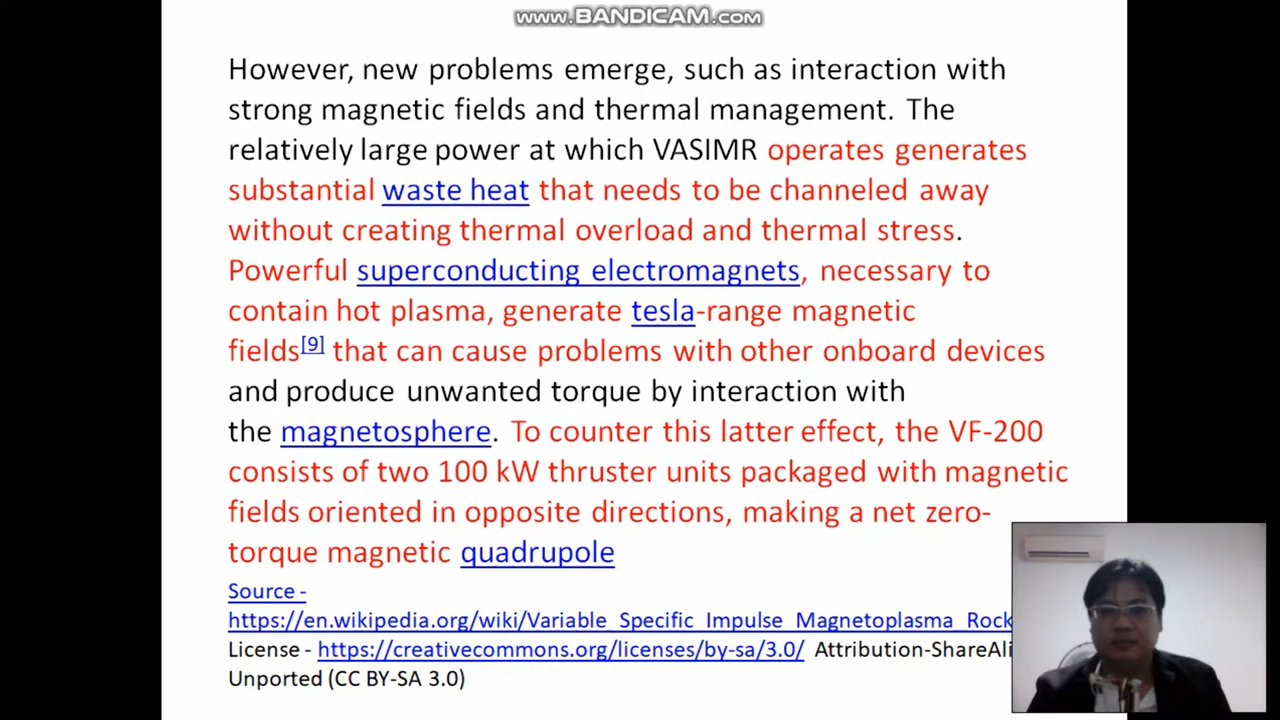 www.BANDICAM.com
However, new problems emerge, such as interaction with
strong magnetic fields and thermal management. The
relatively large power at which VASIMR operates generates
substantial waste heat that needs to be channeled away
without creating thermal overload and thermal stress.
Powerful superconducting electromagnets, necessary to
contain hot plasma, generate tesla-range magnetic
fields[9] that can cause problems with other onboard devices
and produce unwanted torque by interaction with
the magnetosphere. To counter this latter effect, the VF-200
consists of two 100 kW thruster units packaged with magnetic
fields oriented in opposite directions, making a net zero-
torque magnetic quadrupole
Source -
https://en.wikipedia.org/wiki/Variable_Specific_Impulse_Magnetoplasma_Rock
License - https://creativecommons.org/licenses/by-sa/3.0/ Attribution-ShareAli
Unported (CC BY-SA 3.0)